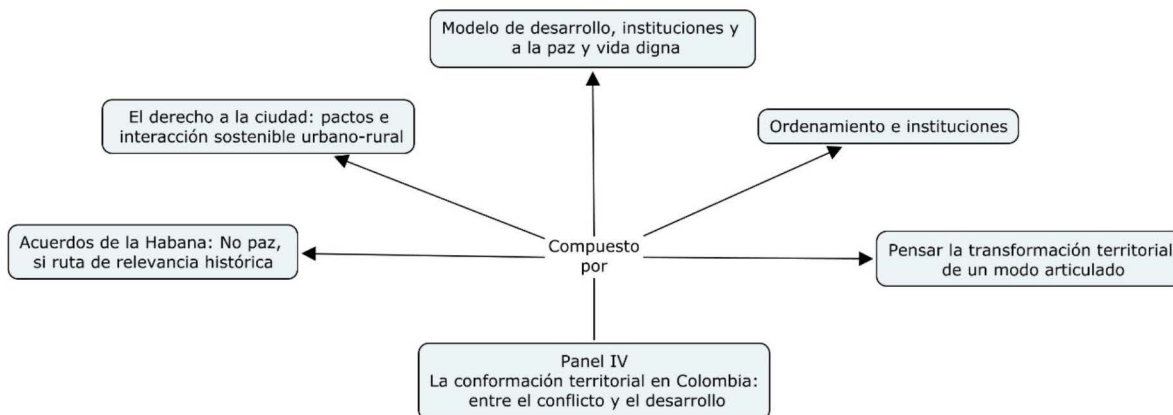 Modelo de desarrollo, instituciones y
a la paz y vida digna
El derecho a la ciudad: pactos e
interacción sostenible urbano-rural
Ordenamiento e instituciones
Acuerdos de la Habana: No paz,
si ruta de relevancia histórica
Compuesto
por
Pensar la transformación territorial
de un modo articulado
Panel IV
La conformación territorial en Colombia:
entre el conflicto y el desarrollo